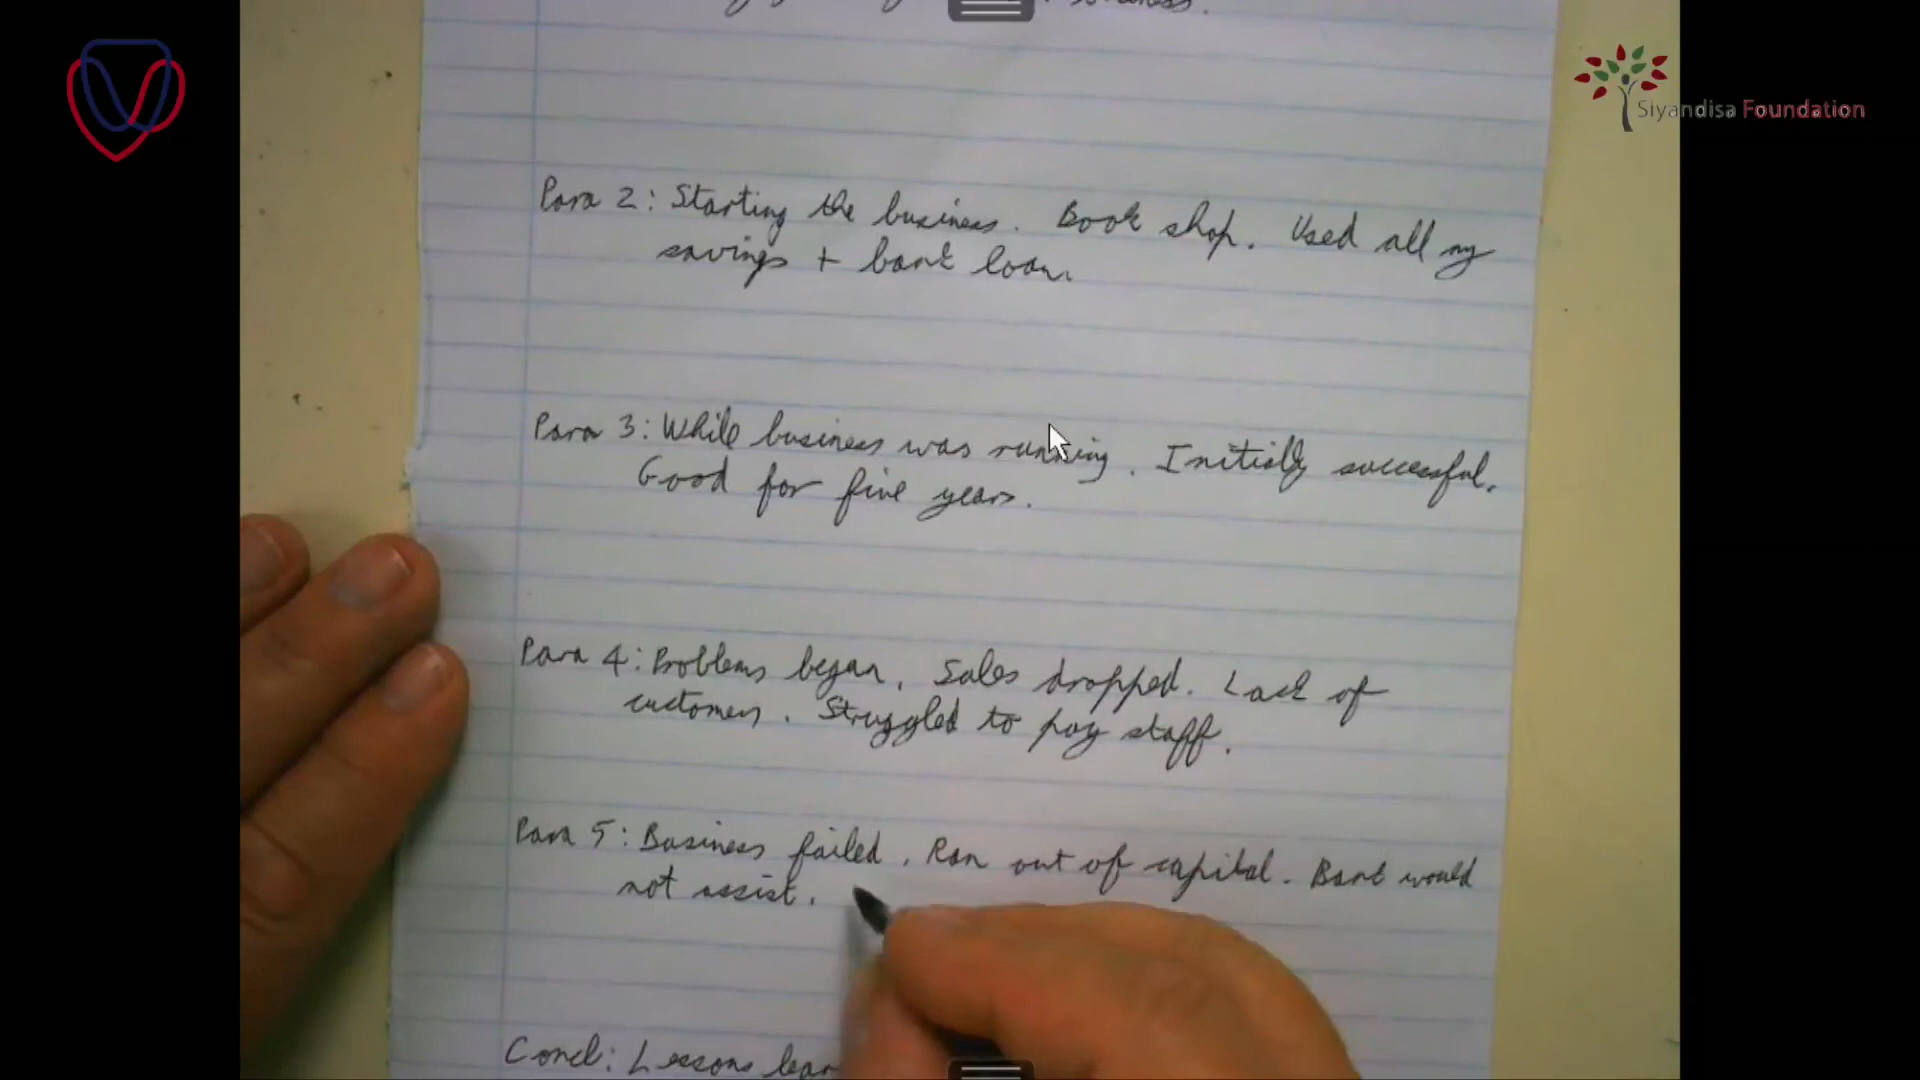 Siyandisa Foundation
Para 2: Starting the business. Book shop. Used all my
savings + bank loan.
Para 3: While business was running. Initially successful.
Good for five years.
Para 4: Problems began. Sales dropped. Lack of
customers. Struggled to pay staff.
Para 5: Business failed. Ran out of capital. Bank would
not assist.
Concl: Lessons